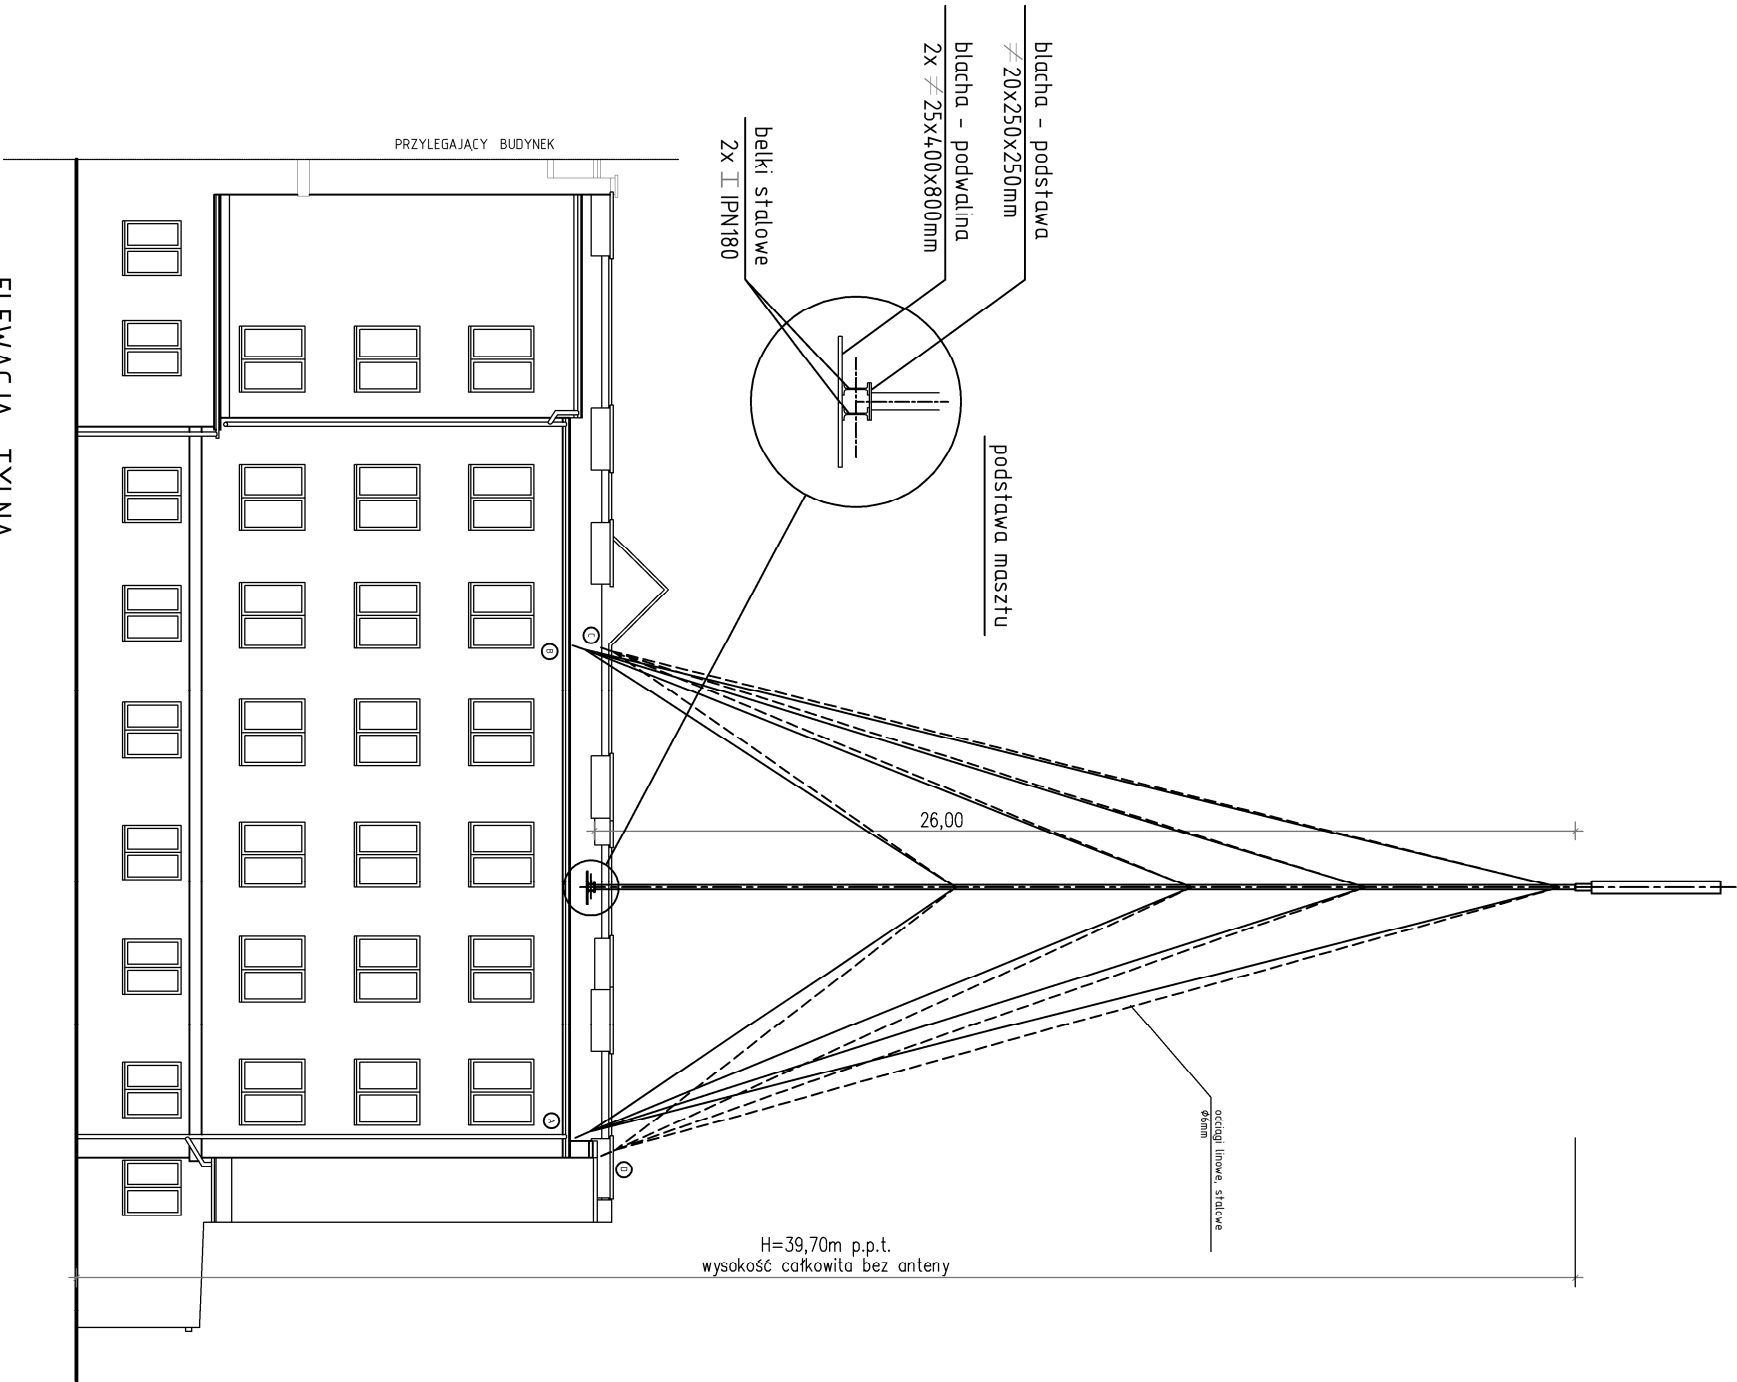 blacha - podstawa
≠ 20x250x250mm
blacha - podwalina
2x ≠ 25x400x800mm
belki stalowe
2x I IPN180
podstawa masztu
PRZYLEGAJĄCY BUDYNEK
C
B
26,00
A
D
odciągi linowe, stalowe
Ø6mm
H=39,70m p.p.t.
wysokość całkowita bez anteny
ELEWACJA TYLNA